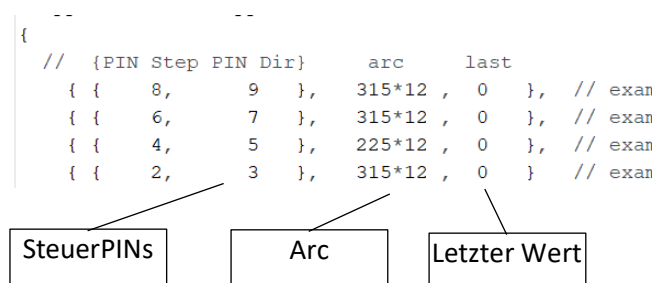 {
// {PIN Step PIN Dir} arc last
{ { 8, 9 }, 315*12 , 0 }, // exam
{ { 6, 7 }, 315*12 , 0 }, // exam
{ { 4, 5 }, 225*12 , 0 }, // exam
{ { 2, 3 }, 315*12 , 0 } // exam
SteuerPINs Arc Letzter Wert